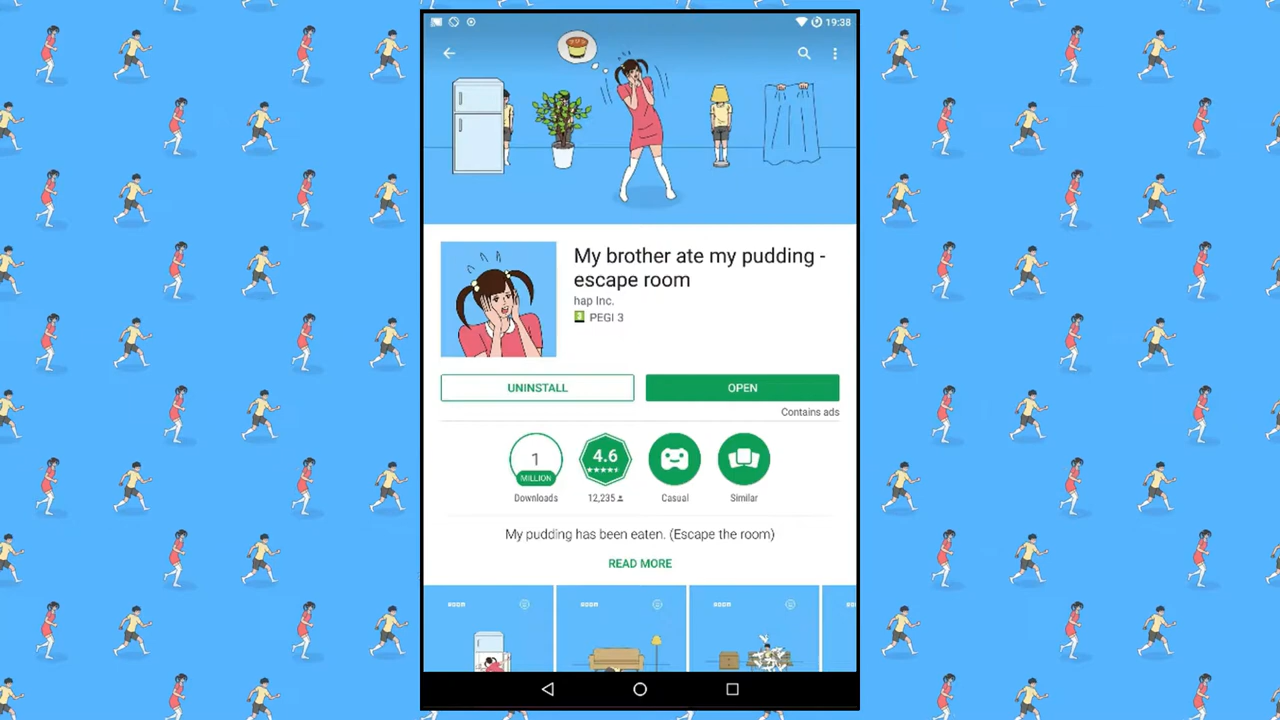 19:38
My brother ate my pudding -
escape room
hap Inc.
3 PEGI 3
UNINSTALL
OPEN
Contains ads
1
MILLION
Downloads
4.6
12,235
Casual
Similar
My pudding has been eaten. (Escape the room)
READ MORE